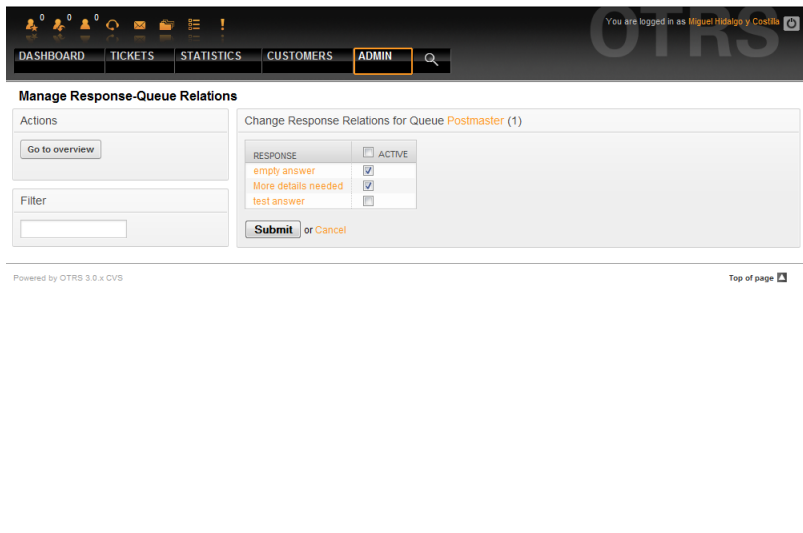 0 0 0
You are logged in as Miguel Hidalgo y Costilla
OTRS
DASHBOARD TICKETS STATISTICS CUSTOMERS ADMIN
Manage Response-Queue Relations
Actions
Go to overview
Filter
Change Response Relations for Queue Postmaster (1)
RESPONSE ACTIVE
empty answer
More details needed
test answer
Submit or Cancel
Powered by OTRS 3.0.x CVS
Top of page